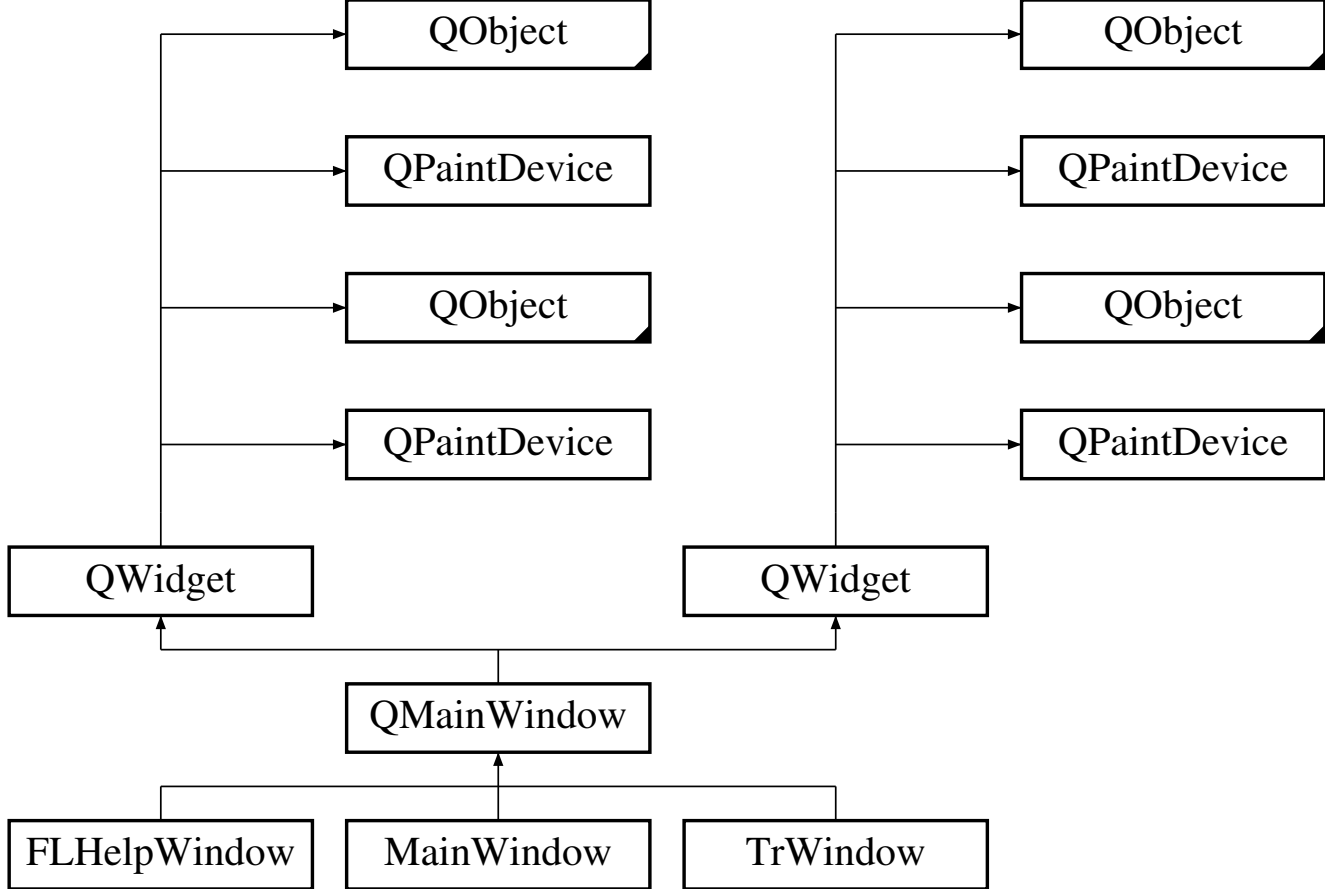 QObject
QObject
QPaintDevice
QPaintDevice
QObject
QObject
QPaintDevice
QPaintDevice
QWidget
QWidget
QMainWindow
FLHelpWindow
MainWindow
TrWindow